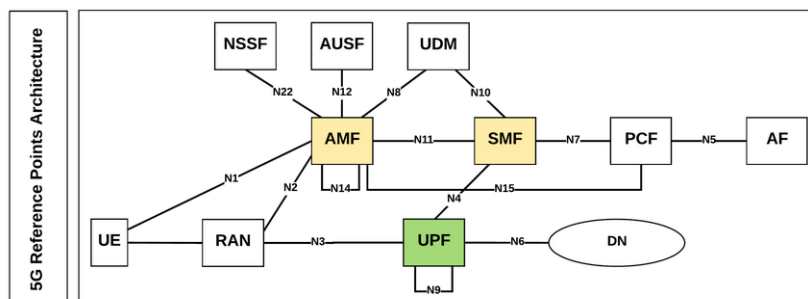 5G Reference Points Architecture
NSSF
AUSF
UDM
N22
N12
N8
N10
AMF
N11
SMF
N7
PCF
N5
AF
N1
N2
N14
N15
N4
UE
RAN
N3
UPF
N6
DN
N9